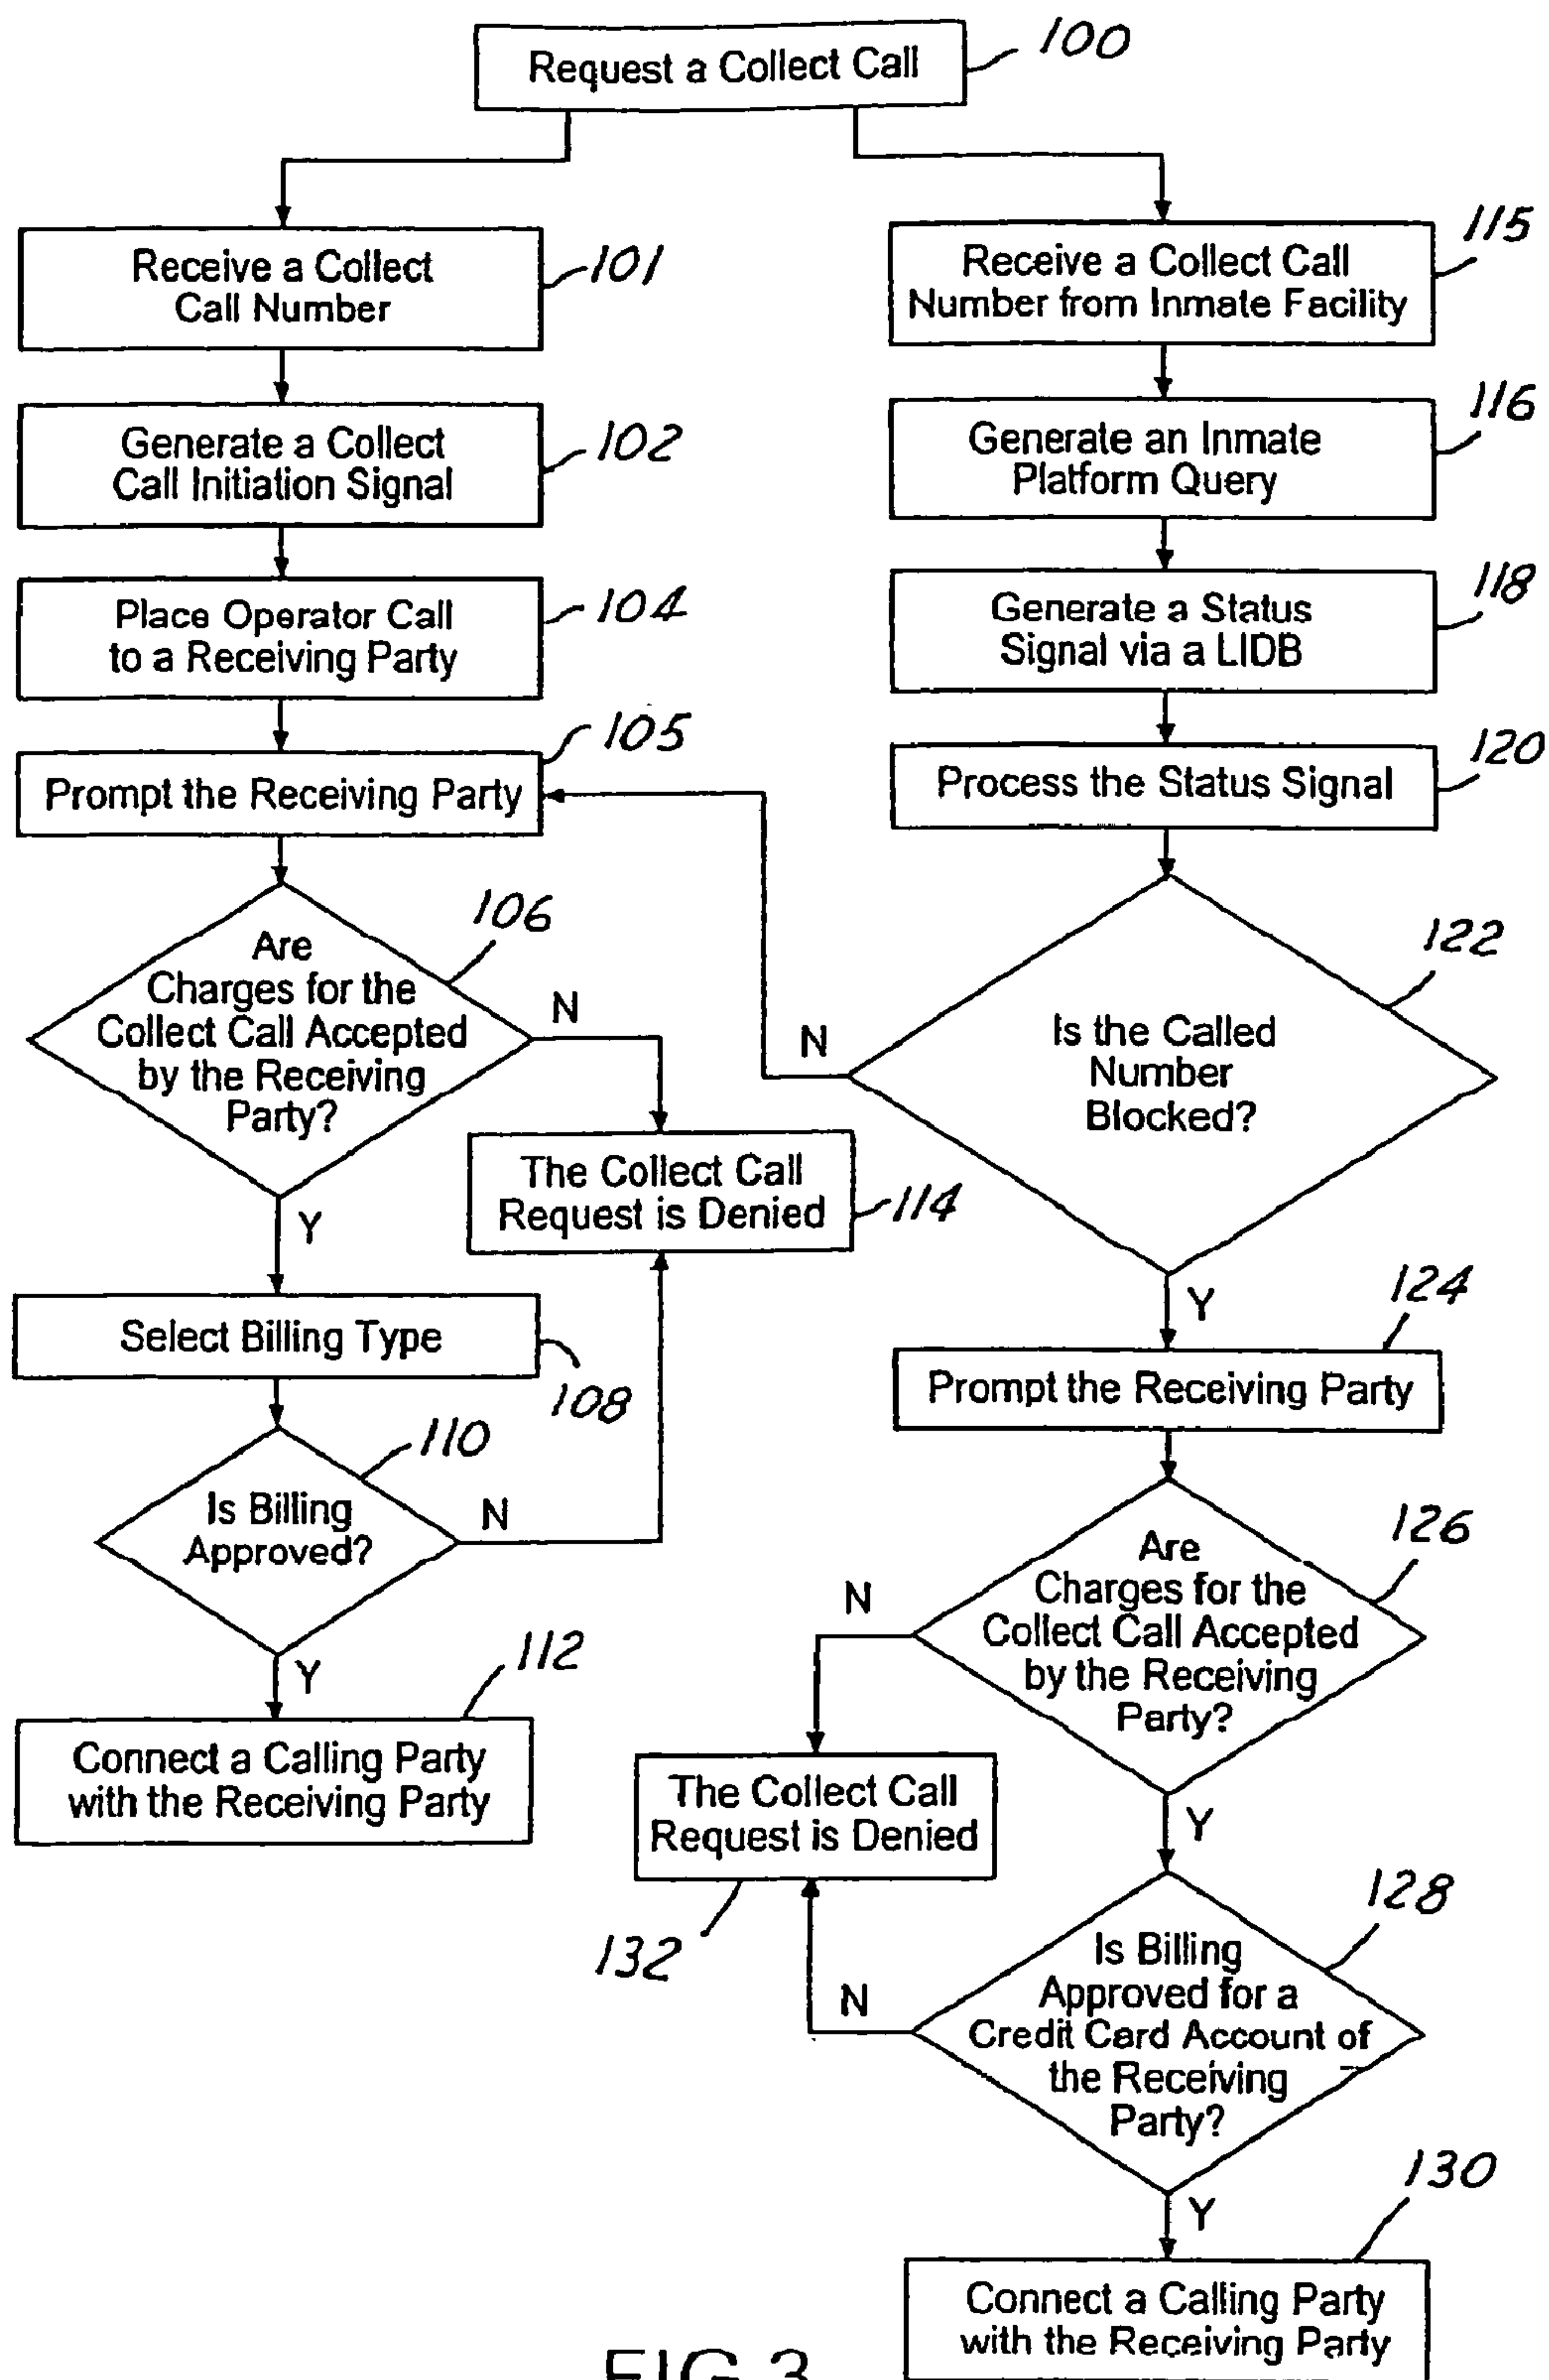 Request a Collect Call
100
Receive a Collect
Call Number
101
Generate a Collect
Call Initiation Signal
102
Place Operator Call
to a Receiving Party
104
Prompt the Receiving Party
105
Are
Charges for the
Collect Call Accepted
by the Receiving
Party?
106
N
Y
The Collect Call
Request is Denied
114
Select Billing Type
108
Is Billing
Approved?
110
N
Y
Connect a Calling Party
with the Receiving Party
112
Receive a Collect Call
Number from Inmate Facility
115
Generate an Inmate
Platform Query
116
Generate a Status
Signal via a LIDB
118
Process the Status Signal
120
Is the Called
Number
Blocked?
122
N
Y
Prompt the Receiving Party
124
Are
Charges for the
Collect Call Accepted
by the Receiving
Party?
126
N
Y
The Collect Call
Request is Denied
132
Is Billing
Approved for a
Credit Card Account of
the Receiving
Party?
128
N
Y
Connect a Calling Party
with the Receiving Party
130
FIG.3